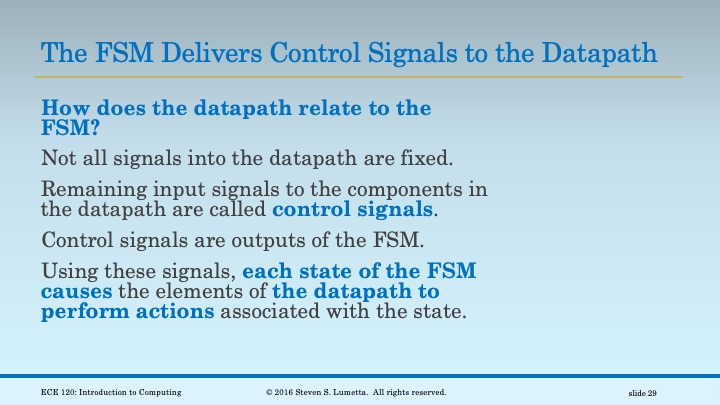 The FSM Delivers Control Signals to the Datapath
How does the datapath relate to the
FSM?
Not all signals into the datapath are fixed.
Remaining input signals to the components in
the datapath are called control signals.
Control signals are outputs of the FSM.
Using these signals, each state of the FSM
causes the elements of the datapath to
perform actions associated with the state.
ECE 120: Introduction to Computing
© 2016 Steven S. Lumetta. All rights reserved.
slide 29